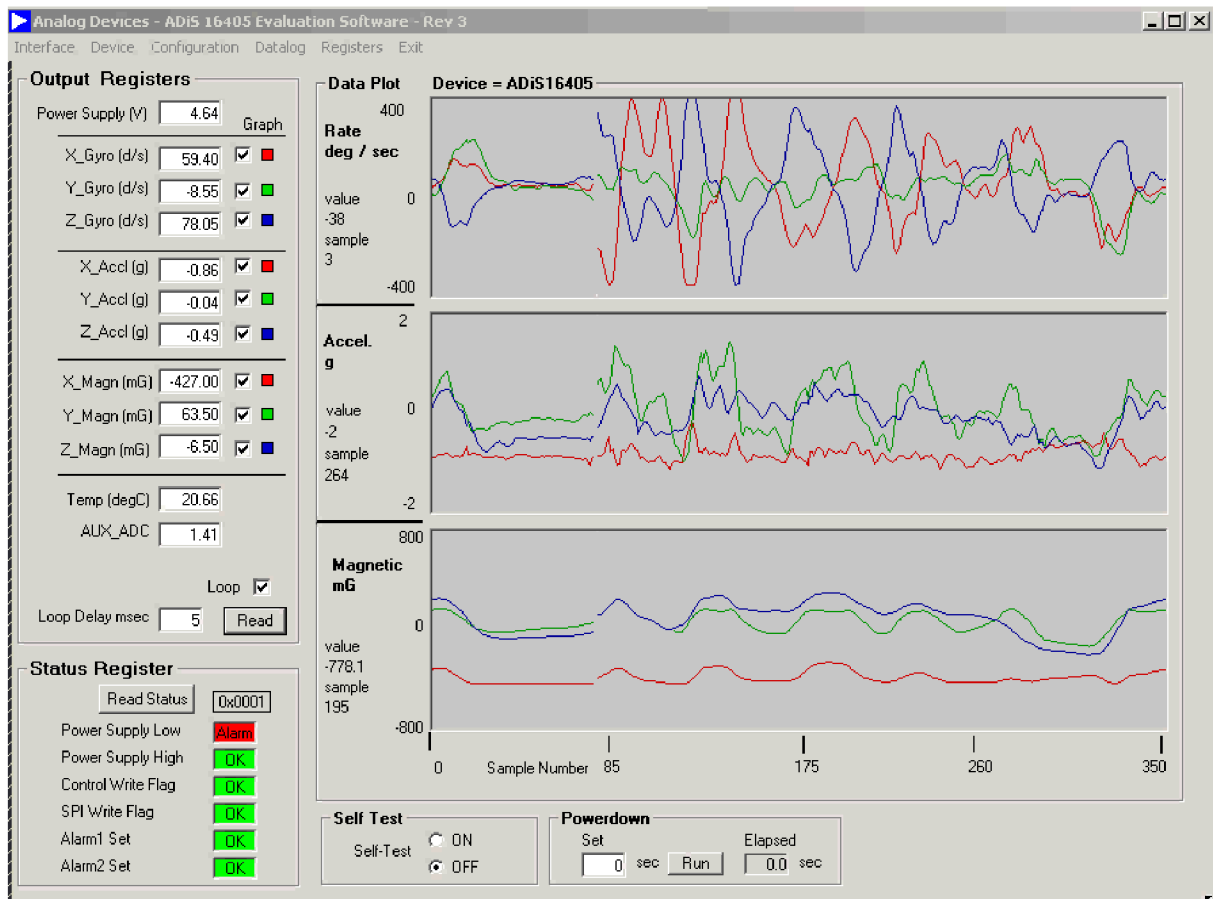 Analog Devices - ADiS 16405 Evaluation Software - Rev 3
Interface Device Configuration Datalog Registers Exit
Output Registers
Power Supply (V) 4.64
Graph
X_Gyro (d/s) 59.40
Y_Gyro (d/s) -8.55
Z_Gyro (d/s) 78.05
X_Accl (g) -0.86
Y_Accl (g) -0.04
Z_Accl (g) -0.49
X_Magn (mG) -427.00
Y_Magn (mG) 63.50
Z_Magn (mG) -6.50
Temp (degC) 20.66
AUX_ADC 1.41
Loop
Loop Delay msec 5 Read
Status Register
Read Status 0x0001
Power Supply Low Alarm
Power Supply High OK
Control Write Flag OK
SPI Write Flag OK
Alarm1 Set OK
Alarm2 Set OK
Data Plot Device = ADiS16405
400
Rate
deg / sec
value 0
-38
sample
3
-400
2
Accel.
g
value 0
-2
sample
264
-2
800
Magnetic
mG
0
value
-778.1
sample
195
-800
0 Sample Number 85 175 260 350
Self Test
Self-Test
ON
OFF
Powerdown
Set Elapsed
0 sec Run 0.0 sec